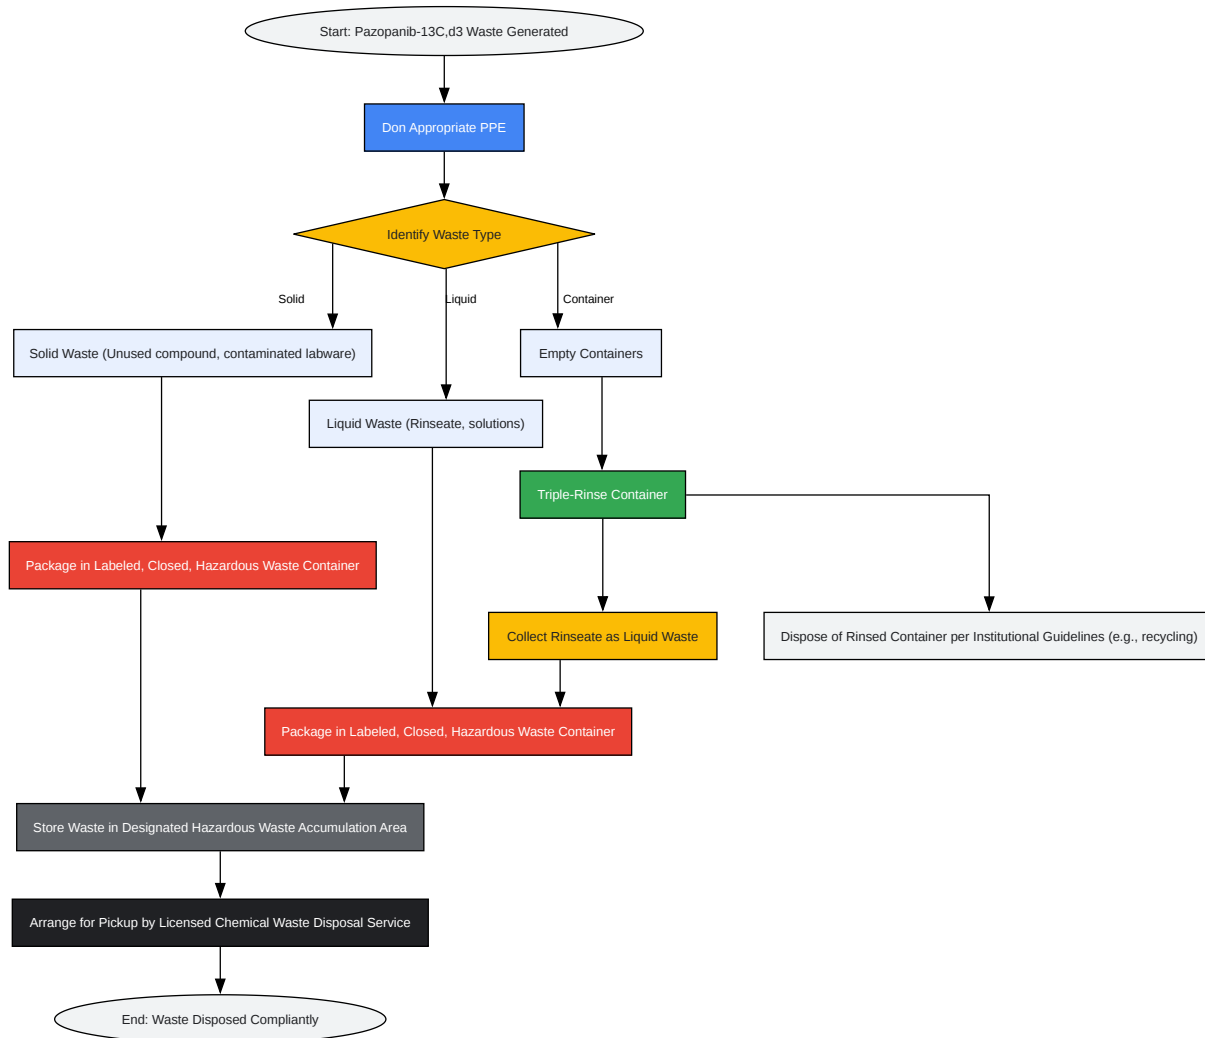 Start: Pazopanib-13C,d3 Waste Generated
Don Appropriate PPE
Identify Waste Type
Solid
Liquid
Container
Solid Waste (Unused compound, contaminated labware)
Empty Containers
Liquid Waste (Rinseate, solutions)
Triple-Rinse Container
Package in Labeled, Closed, Hazardous Waste Container
Collect Rinseate as Liquid Waste
Dispose of Rinsed Container per Institutional Guidelines (e.g., recycling)
Package in Labeled, Closed, Hazardous Waste Container
Store Waste in Designated Hazardous Waste Accumulation Area
Arrange for Pickup by Licensed Chemical Waste Disposal Service
End: Waste Disposed Compliantly